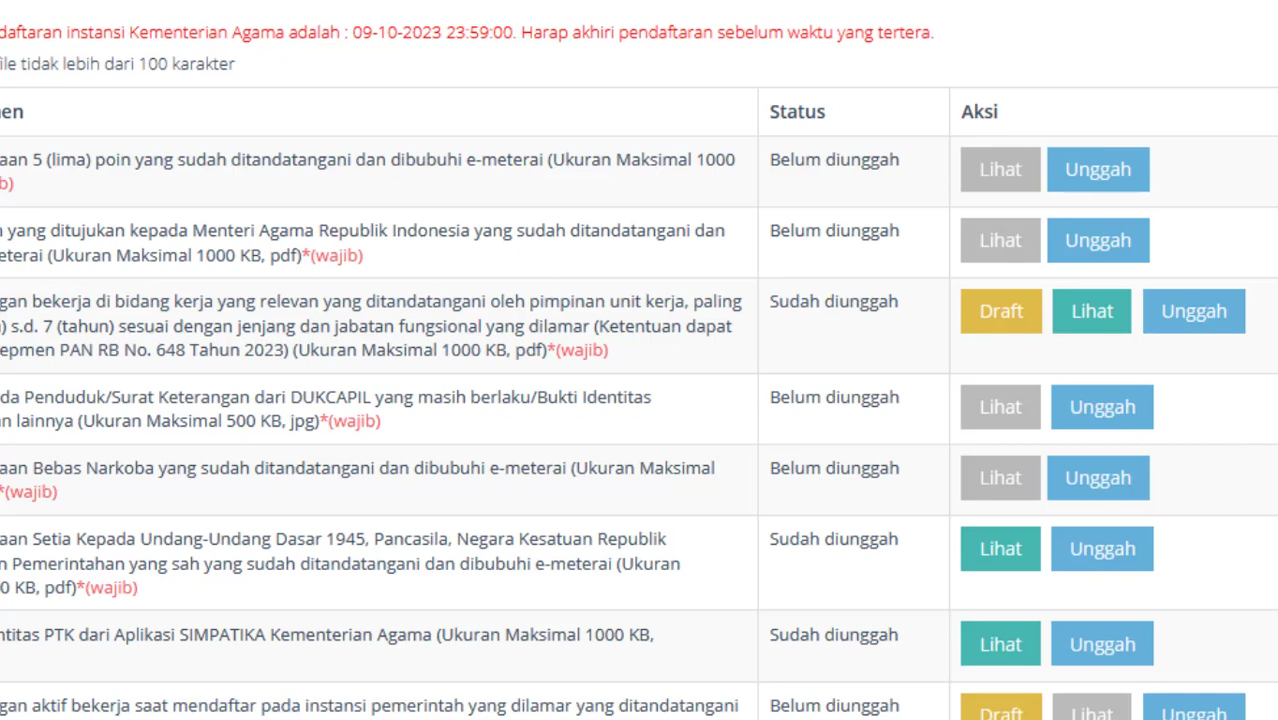 daftaran instansi Kementerian Agama adalah : 09-10-2023 23:59:00. Harap akhiri pendaftaran sebelum waktu yang tertera.
file tidak lebih dari 100 karakter
Status
Aksi
aan 5 (lima) poin yang sudah ditandatangani dan dibubuhi e-meterai (Ukuran Maksimal 1000
b)
Belum diunggah
Lihat Unggah
yang ditujukan kepada Menteri Agama Republik Indonesia yang sudah ditandatangani dan
eterai (Ukuran Maksimal 1000 KB, pdf)*(wajib)
Belum diunggah
Lihat Unggah
gan bekerja di bidang kerja yang relevan yang ditandatangani oleh pimpinan unit kerja, paling
) s.d. 7 (tahun) sesuai dengan jenjang dan jabatan fungsional yang dilamar (Ketentuan dapat
epmen PAN RB No. 648 Tahun 2023) (Ukuran Maksimal 1000 KB, pdf)*(wajib)
Sudah diunggah
Draft Lihat Unggah
da Penduduk/Surat Keterangan dari DUKCAPIL yang masih berlaku/Bukti Identitas
n lainnya (Ukuran Maksimal 500 KB, jpg)*(wajib)
Belum diunggah
Lihat Unggah
aan Bebas Narkoba yang sudah ditandatangani dan dibubuhi e-meterai (Ukuran Maksimal
*(wajib)
Belum diunggah
Lihat Unggah
aan Setia Kepada Undang-Undang Dasar 1945, Pancasila, Negara Kesatuan Republik
n Pemerintahan yang sah yang sudah ditandatangani dan dibubuhi e-meterai (Ukuran
0 KB, pdf)*(wajib)
Sudah diunggah
Lihat Unggah
ntitas PTK dari Aplikasi SIMPATIKA Kementerian Agama (Ukuran Maksimal 1000 KB,
Sudah diunggah
Lihat Unggah
gan aktif bekerja saat mendaftar pada instansi pemerintah yang dilamar yang ditandatangani
Belum diunggah
Draft Lihat Unggah